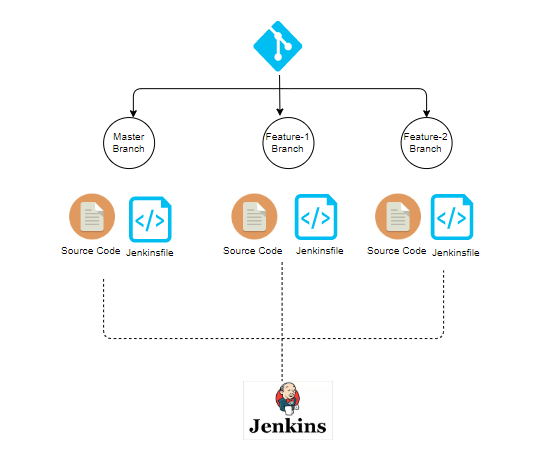 Master
Branch
Feature-1
Branch
Feature-2
Branch
</>
</>
</>
Source Code
Jenkinsfile
Source Code
Jenkinsfile
Source Code
Jenkinsfile
Jenkins